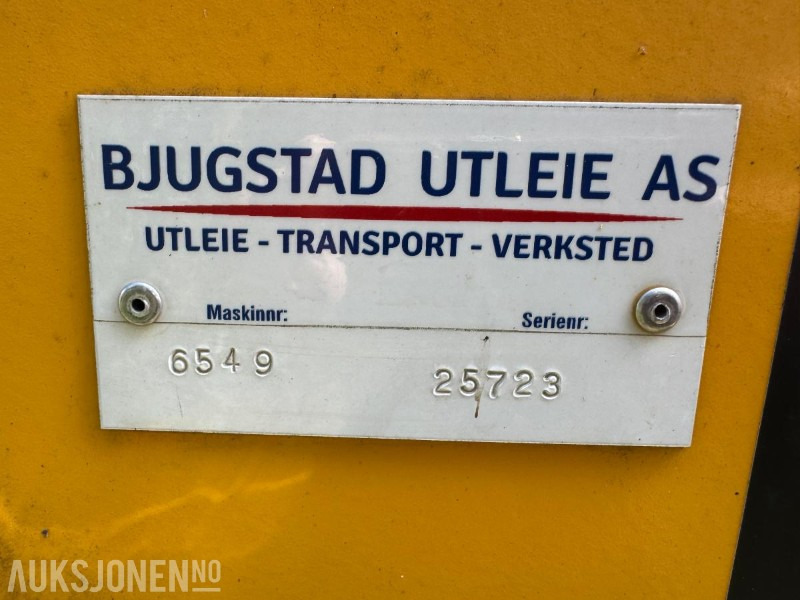 BJUGSTAD UTLEIE AS
UTLEIE - TRANSPORT - VERKSTED
Maskinnr: Serienr:
6549 25723
AUKSJONEN.NO